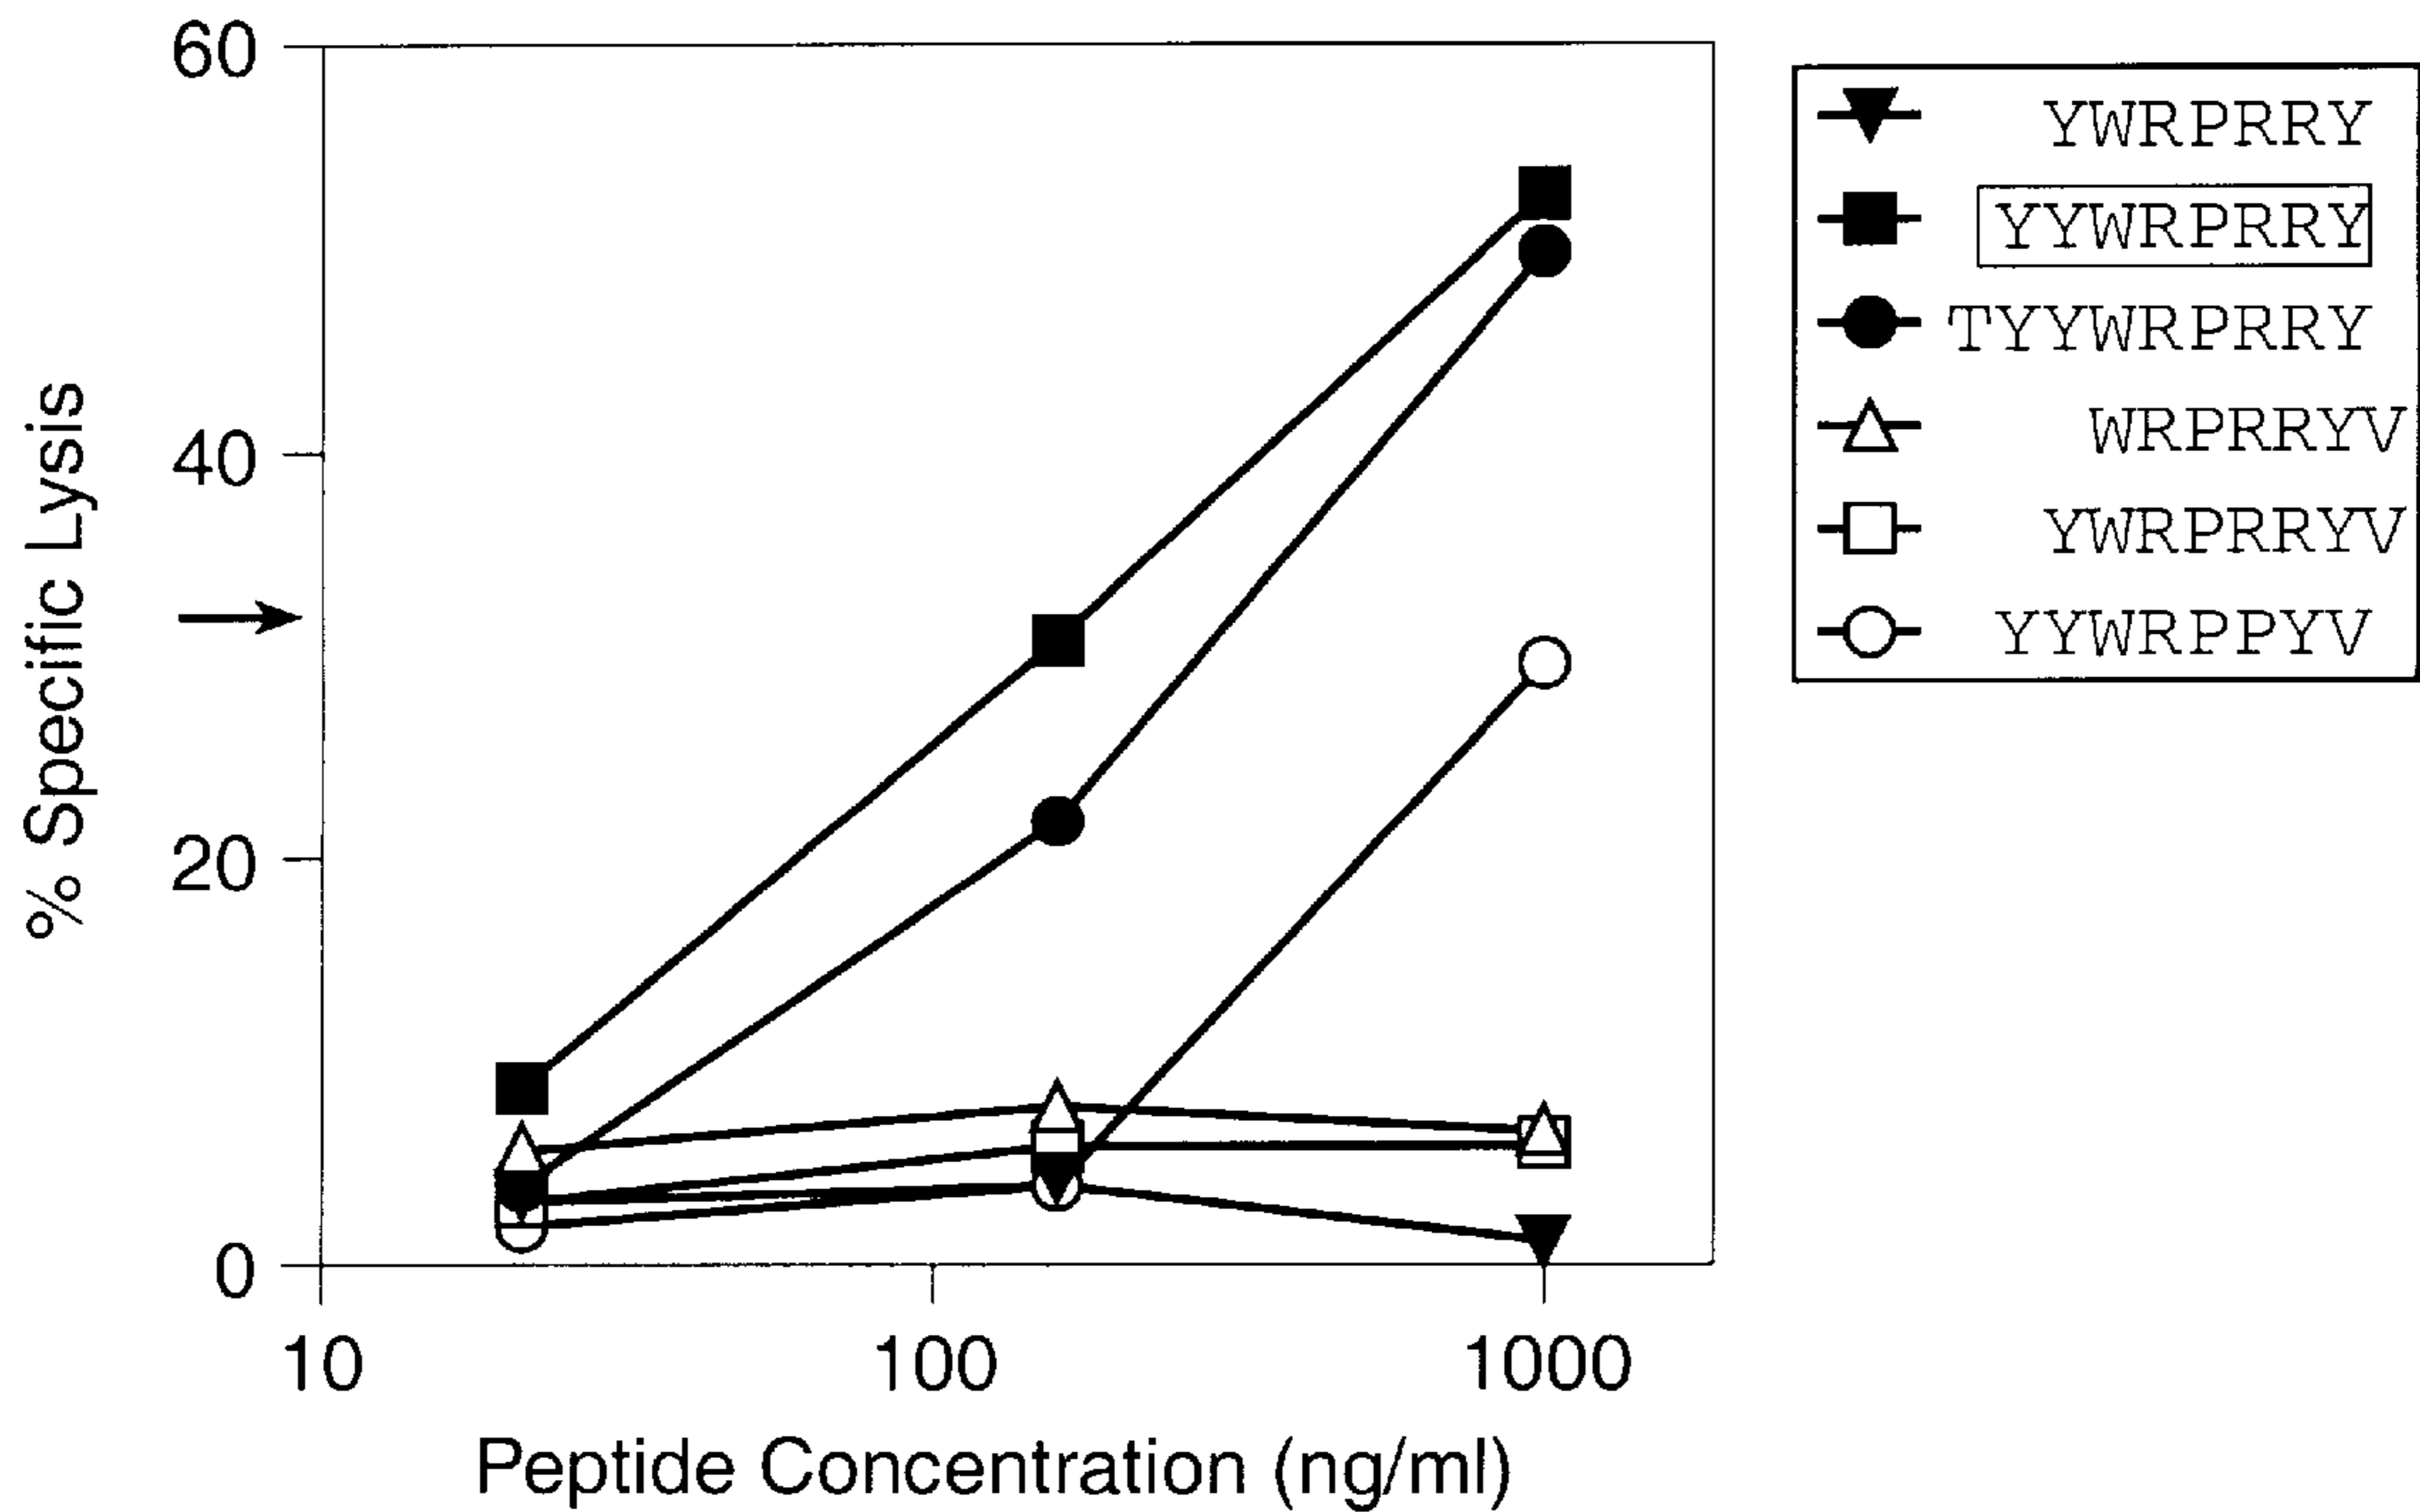 60
40
20
0
% Specific Lysis
10 100 1000
Peptide Concentration (ng/ml)
YWRPRRY
YYWRPRRY
TYYWRPRRY
WRPRRYV
YWRPRRYV
YYWRPPYV